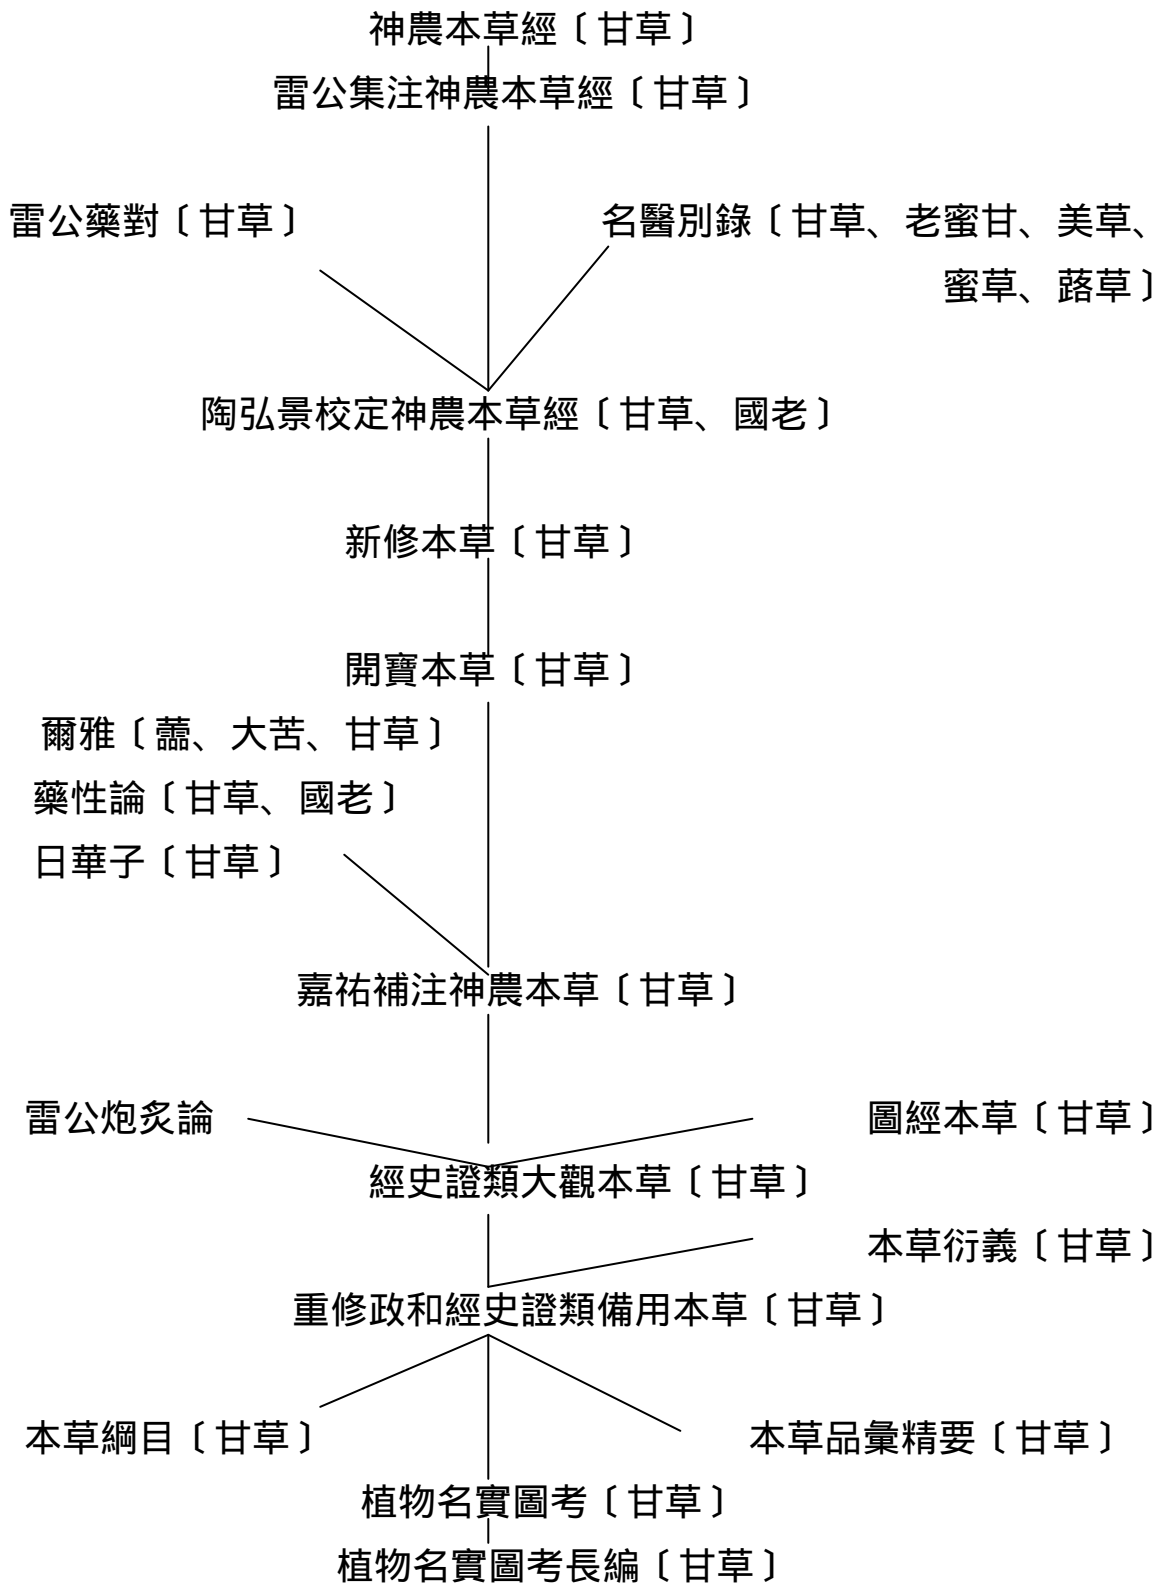 神農本草經〔甘草〕
雷公集注神農本草經〔甘草〕
雷公藥對〔甘草〕
名醫別錄〔甘草、老蜜甘、美草、
蜜草、蕗草〕
陶弘景校定神農本草經〔甘草、國老〕
新修本草〔甘草〕
開寶本草〔甘草〕
爾雅〔蘦、大苦、甘草〕
藥性論〔甘草、國老〕
日華子〔甘草〕
嘉祐補注神農本草〔甘草〕
雷公炮炙論
圖經本草〔甘草〕
經史證類大觀本草〔甘草〕
本草衍義〔甘草〕
重修政和經史證類備用本草〔甘草〕
本草綱目〔甘草〕
本草品彙精要〔甘草〕
植物名實圖考〔甘草〕
植物名實圖考長編〔甘草〕